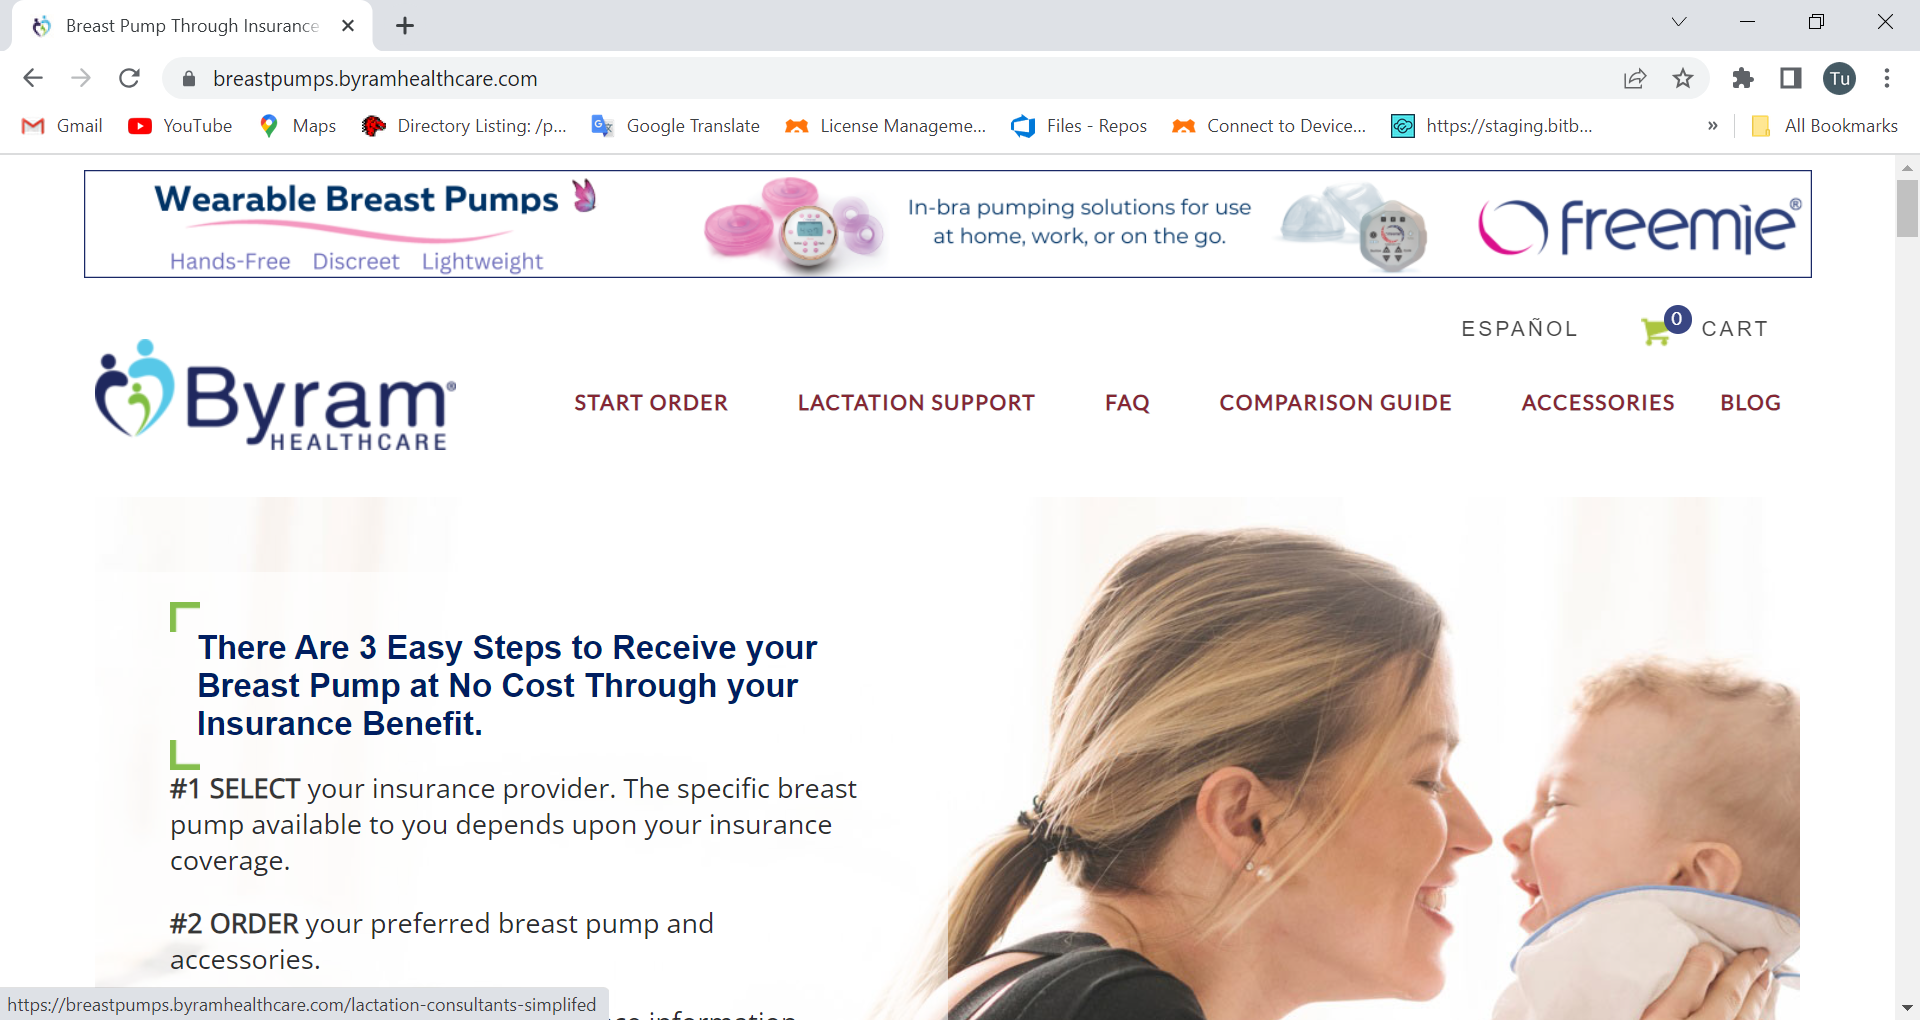 Breast Pump Through Insurance
breastpumps.byramhealthcare.com
Tu
Gmail
YouTube
Maps
Directory Listing: /p...
Google Translate
License Manageme...
Files - Repos
Connect to Device...
https://staging.bitb...
»
All Bookmarks
Wearable Breast Pumps
Hands-Free Discreet Lightweight
In-bra pumping solutions for use
at home, work, or on the go.
freemie®
ESPAÑOL
0
CART
Byram®
HEALTHCARE
START ORDER
LACTATION SUPPORT
FAQ
COMPARISON GUIDE
ACCESSORIES
BLOG
There Are 3 Easy Steps to Receive your
Breast Pump at No Cost Through your
Insurance Benefit.
#1 SELECT your insurance provider. The specific breast
pump available to you depends upon your insurance
coverage.
#2 ORDER your preferred breast pump and
accessories.
information
https://breastpumps.byramhealthcare.com/lactation-consultants-simplifed